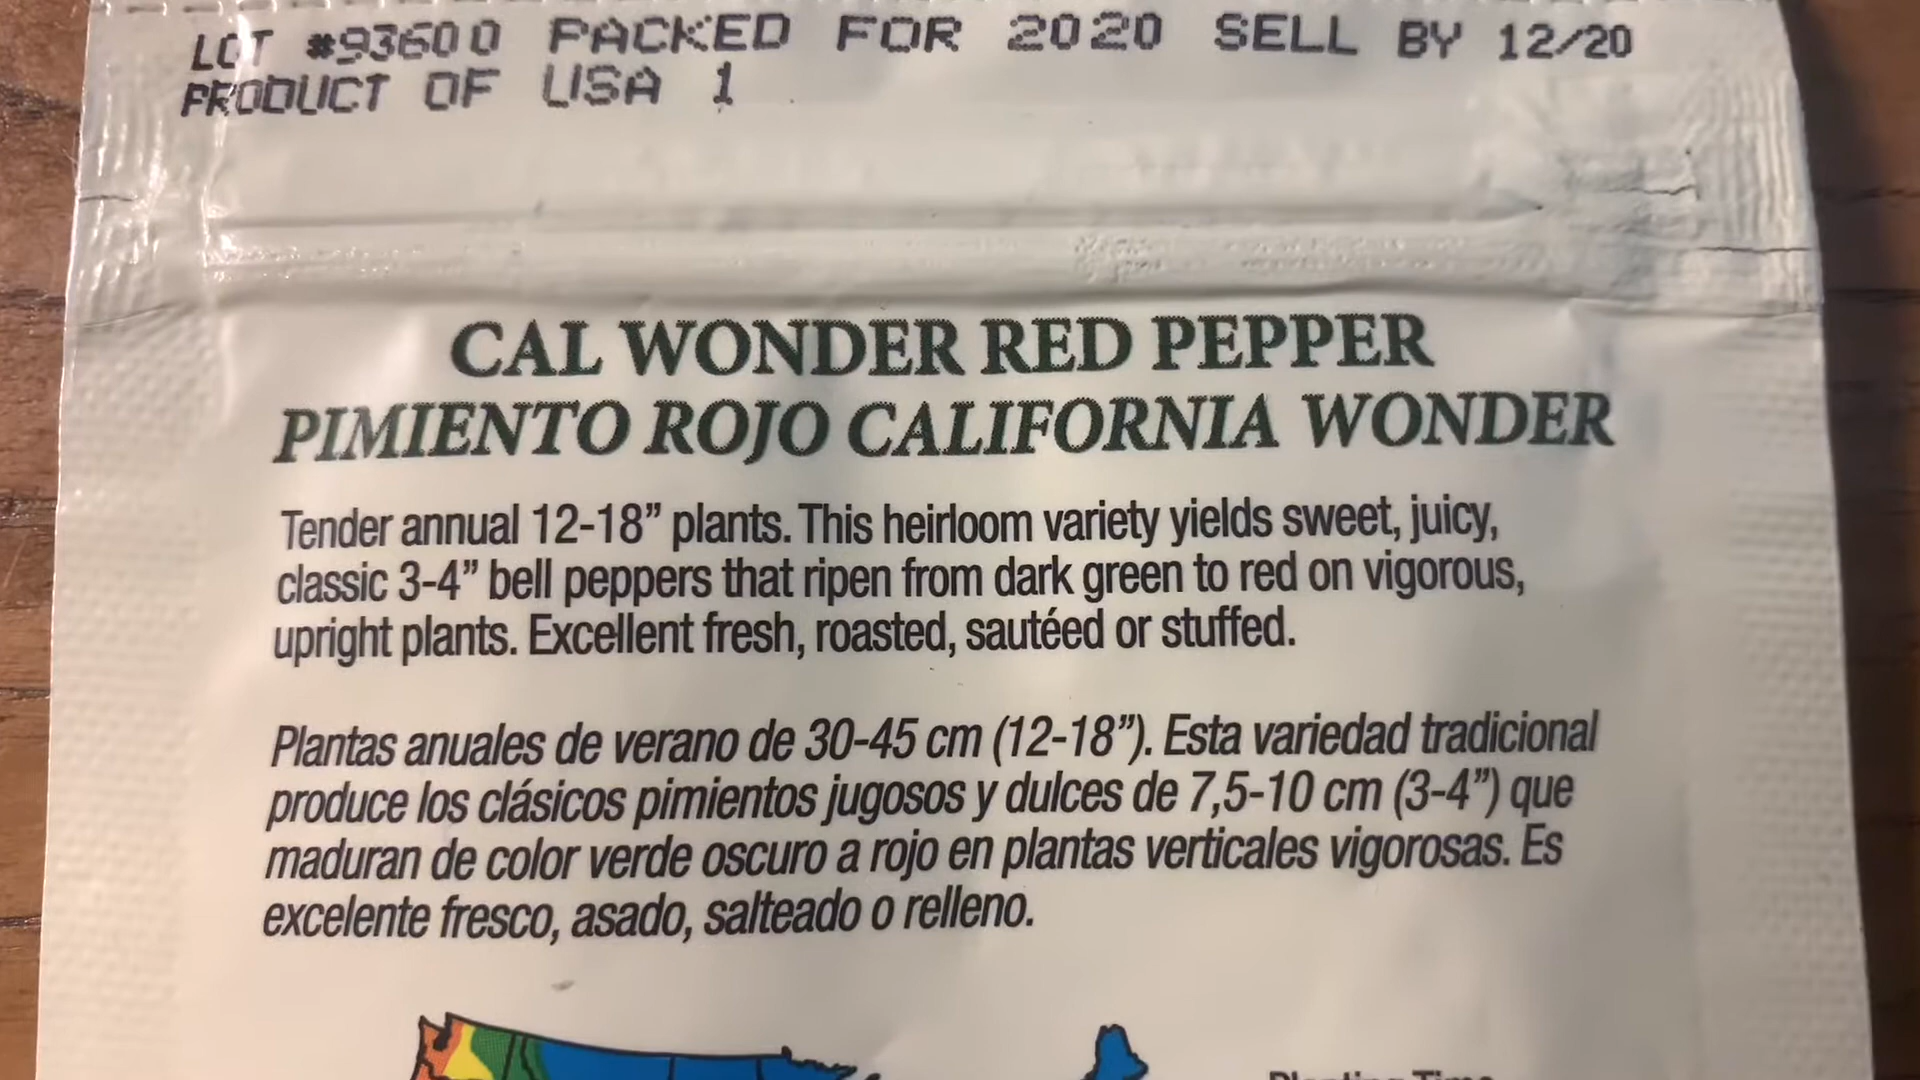 LOT #93600 PACKED FOR 2020 SELL BY 12/20
PRODUCT OF USA 1
CAL WONDER RED PEPPER
PIMIENTO ROJO CALIFORNIA WONDER
Tender annual 12-18” plants. This heirloom variety yields sweet, juicy,
classic 3-4” bell peppers that ripen from dark green to red on vigorous,
upright plants. Excellent fresh, roasted, sautéed or stuffed.
Plantas anuales de verano de 30-45 cm (12-18”). Esta variedad tradicional
produce los clásicos pimientos jugosos y dulces de 7,5-10 cm (3-4”) que
maduran de color verde oscuro a rojo en plantas verticales vigorosas. Es
excelente fresco, asado, salteado o relleno.
Planting Time